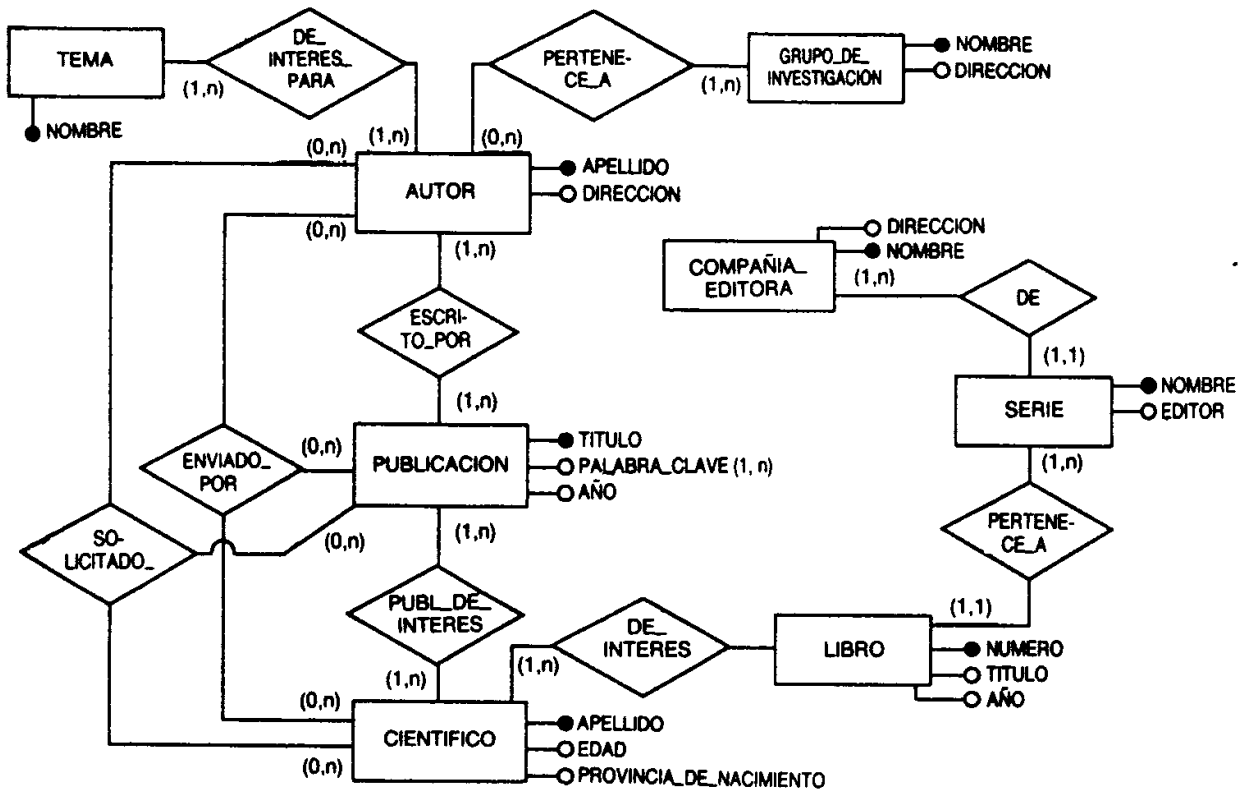 TEMA
(1,n)
NOMBRE
DE_
INTERES_
PARA
(1,n)
PERTENE-
CE_A
(0,n)
(1,n)
GRUPO_DE_
INVESTIGACION
NOMBRE
DIRECCION
(0,n)
AUTOR
APELLIDO
DIRECCION
(0,n)
(1,n)
ESCRI-
TO_POR
(1,n)
COMPAÑIA_
EDITORA
DIRECCION
NOMBRE
(1,n)
DE
(1,1)
SERIE
NOMBRE
EDITOR
(1,n)
PERTENE-
CE_A
(1,1)
ENVIADO_
POR
(0,n)
PUBLICACION
TITULO
PALABRA_CLAVE (1, n)
AÑO
SO-
LICITADO_
(0,n)
(1,n)
PUBL_DE_
INTERES
(1,n)
DE_
INTERES
(1,n)
LIBRO
NUMERO
TITULO
AÑO
(0,n)
CIENTIFICO
(0,n)
APELLIDO
EDAD
PROVINCIA_DE_NACIMIENTO